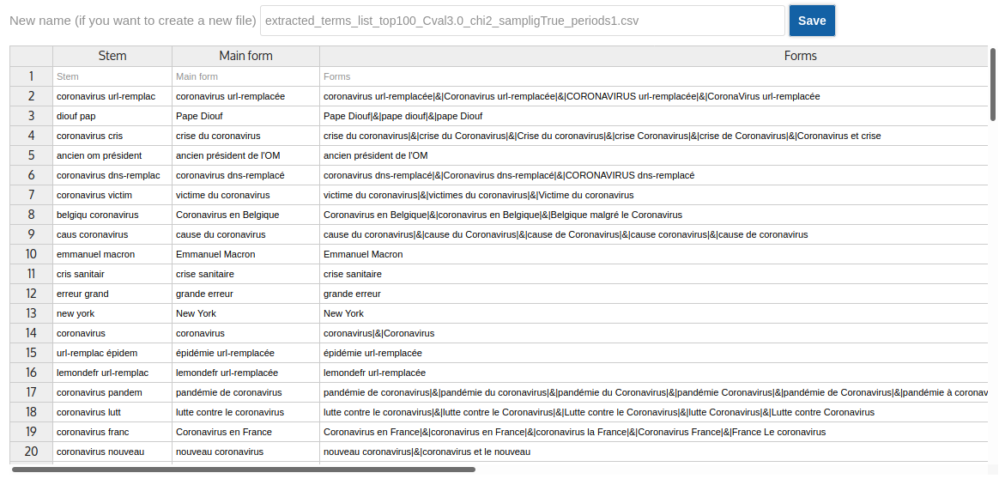 New name (if you want to create a new file) extracted_terms_list_top100_Cval3.0_chi2_sampligTrue_periods1.csv Save
Stem Main form Forms
1 Stem Main form Forms
2 coronavirus url-remplac coronavirus url-remplacée coronavirus url-remplacée|&|Coronavirus url-remplacée|&|CORONAVIRUS url-remplacée|&|CoronaVirus url-remplacée
3 diouf pap Pape Diouf Pape Diouf|&|pape diouf|&|pape Diouf
4 coronavirus cris crise du coronavirus crise du coronavirus|&|crise du Coronavirus|&|Crise du coronavirus|&|crise Coronavirus|&|crise de Coronavirus|&|Coronavirus et crise
5 ancien om président ancien président de l'OM ancien président de l'OM
6 coronavirus dns-remplac coronavirus dns-remplacé coronavirus dns-remplacé|&|Coronavirus dns-remplacé|&|CORONAVIRUS dns-remplacé
7 coronavirus victim victime du coronavirus victime du coronavirus|&|victimes du coronavirus|&|Victime du coronavirus
8 belgiqu coronavirus Coronavirus en Belgique Coronavirus en Belgique|&|coronavirus en Belgique|&|Belgique malgré le Coronavirus
9 caus coronavirus cause du coronavirus cause du coronavirus|&|cause du Coronavirus|&|cause de Coronavirus|&|cause coronavirus|&|cause de coronavirus
10 emmanuel macron Emmanuel Macron Emmanuel Macron
11 cris sanitair crise sanitaire crise sanitaire
12 erreur grand grande erreur grande erreur
13 new york New York New York
14 coronavirus coronavirus coronavirus|&|Coronavirus
15 url-remplac épidem épidémie url-remplacée épidémie url-remplacée
16 lemondefr url-remplac lemondefr url-remplacée lemondefr url-remplacée
17 coronavirus pandem pandémie de coronavirus pandémie de coronavirus|&|pandémie du coronavirus|&|pandémie du Coronavirus|&|pandémie Coronavirus|&|pandémie de Coronavirus|&|pandémie à coronav
18 coronavirus lutt lutte contre le coronavirus lutte contre le coronavirus|&|lutte contre le Coronavirus|&|Lutte contre le Coronavirus|&|lutte Coronavirus|&|Lutte contre Coronavirus
19 coronavirus franc Coronavirus en France Coronavirus en France|&|coronavirus en France|&|coronavirus la France|&|Coronavirus France|&|France Le coronavirus
20 coronavirus nouveau nouveau coronavirus nouveau coronavirus|&|coronavirus et le nouveau